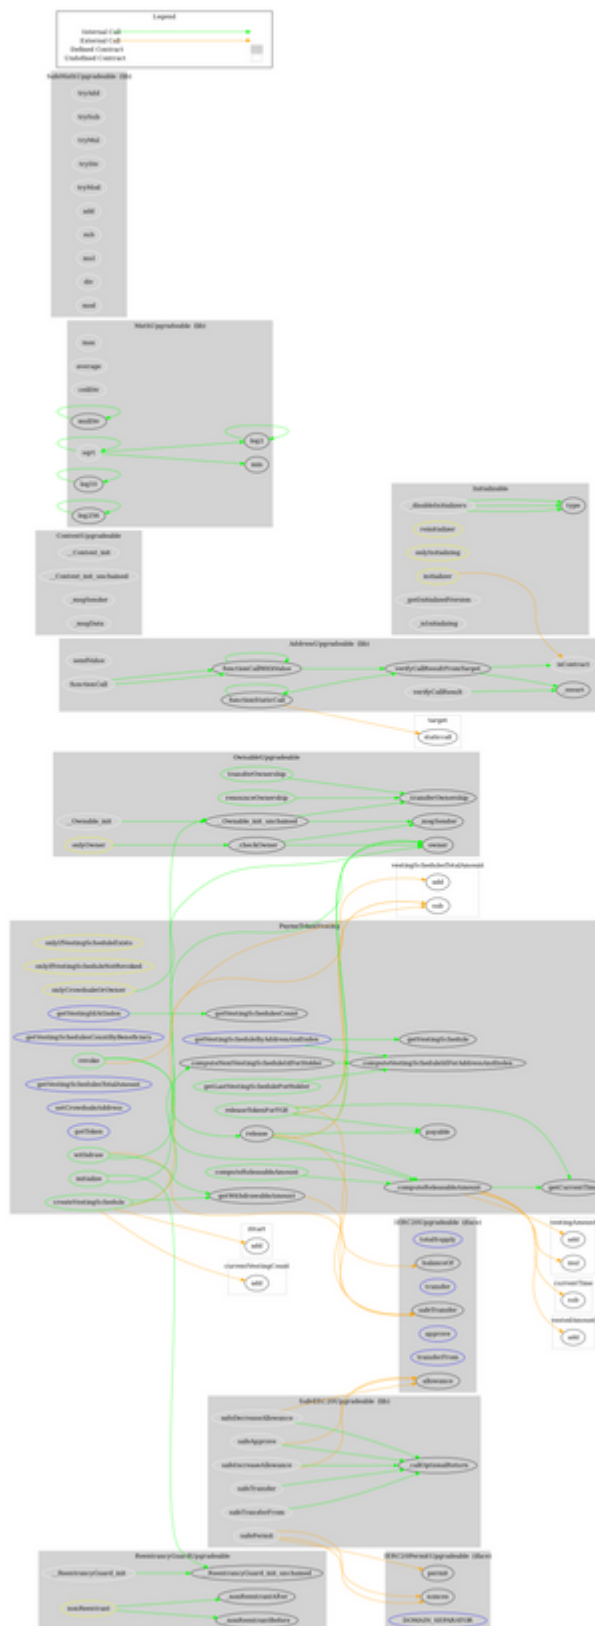 Legend
Internal Call
External Call
Defined Contract
Undefined Contract
SafeMathUpgradeable (lib)
tryAdd
trySub
tryMul
tryDiv
tryMod
add
sub
mul
div
mod
MathUpgradeable (lib)
max
average
ceilDiv
mulDiv
sqrt
log2
min
log10
log256
Initializable
_disableInitializers
type
reinitializer
onlyInitializing
initializer
_getInitializedVersion
_isInitializing
ContextUpgradeable
__Context_init
__Context_init_unchained
_msgSender
_msgData
AddressUpgradeable (lib)
sendValue
functionCall
functionCallWithValue
verifyCallResultFromTarget
isContract
functionStaticCall
verifyCallResult
_revert
target
staticcall
OwnableUpgradeable
transferOwnership
renounceOwnership
_transferOwnership
__Ownable_init
__Ownable_init_unchained
_msgSender
onlyOwner
_checkOwner
owner
vestingSchedulesTotalAmount
add
sub
onlyIfVestingScheduleExists
onlyIfVestingScheduleNotRevoked
onlyCrowdsaleOrOwner
getVestingIdAtIndex
getVestingSchedulesCount
getVestingSchedulesCountByBeneficiary
getVestingScheduleByAddressAndIndex
getVestingSchedule
revoke
computeNextVestingScheduleIdForHolder
computeVestingScheduleIdForAddressAndIndex
getVestingSchedulesTotalAmount
getLastVestingScheduleForHolder
setCrowdsaleAddress
releaseTokenForTGE
getToken
release
payable
withdraw
initialize
computeReleasableAmount
_computeReleasableAmount
getCurrentTime
createVestingSchedule
getWithdrawableAmount
add
currentVestingCount
add
IERC20Upgradeable (iface)
totalSupply
balanceOf
transfer
safeTransfer
approve
transferFrom
allowance
vestingAmount
add
currentTime
sub
vestedAmount
add
SafeERC20Upgradeable (lib)
safeDecreaseAllowance
safeApprove
safeIncreaseAllowance
_callOptionalReturn
safeTransfer
safeTransferFrom
safePermit
ReentrancyGuardUpgradeable
__ReentrancyGuard_init
__ReentrancyGuard_init_unchained
nonReentrant
_nonReentrantAfter
_nonReentrantBefore
IERC20PermitUpgradeable (iface)
permit
nonces
DOMAIN_SEPARATOR